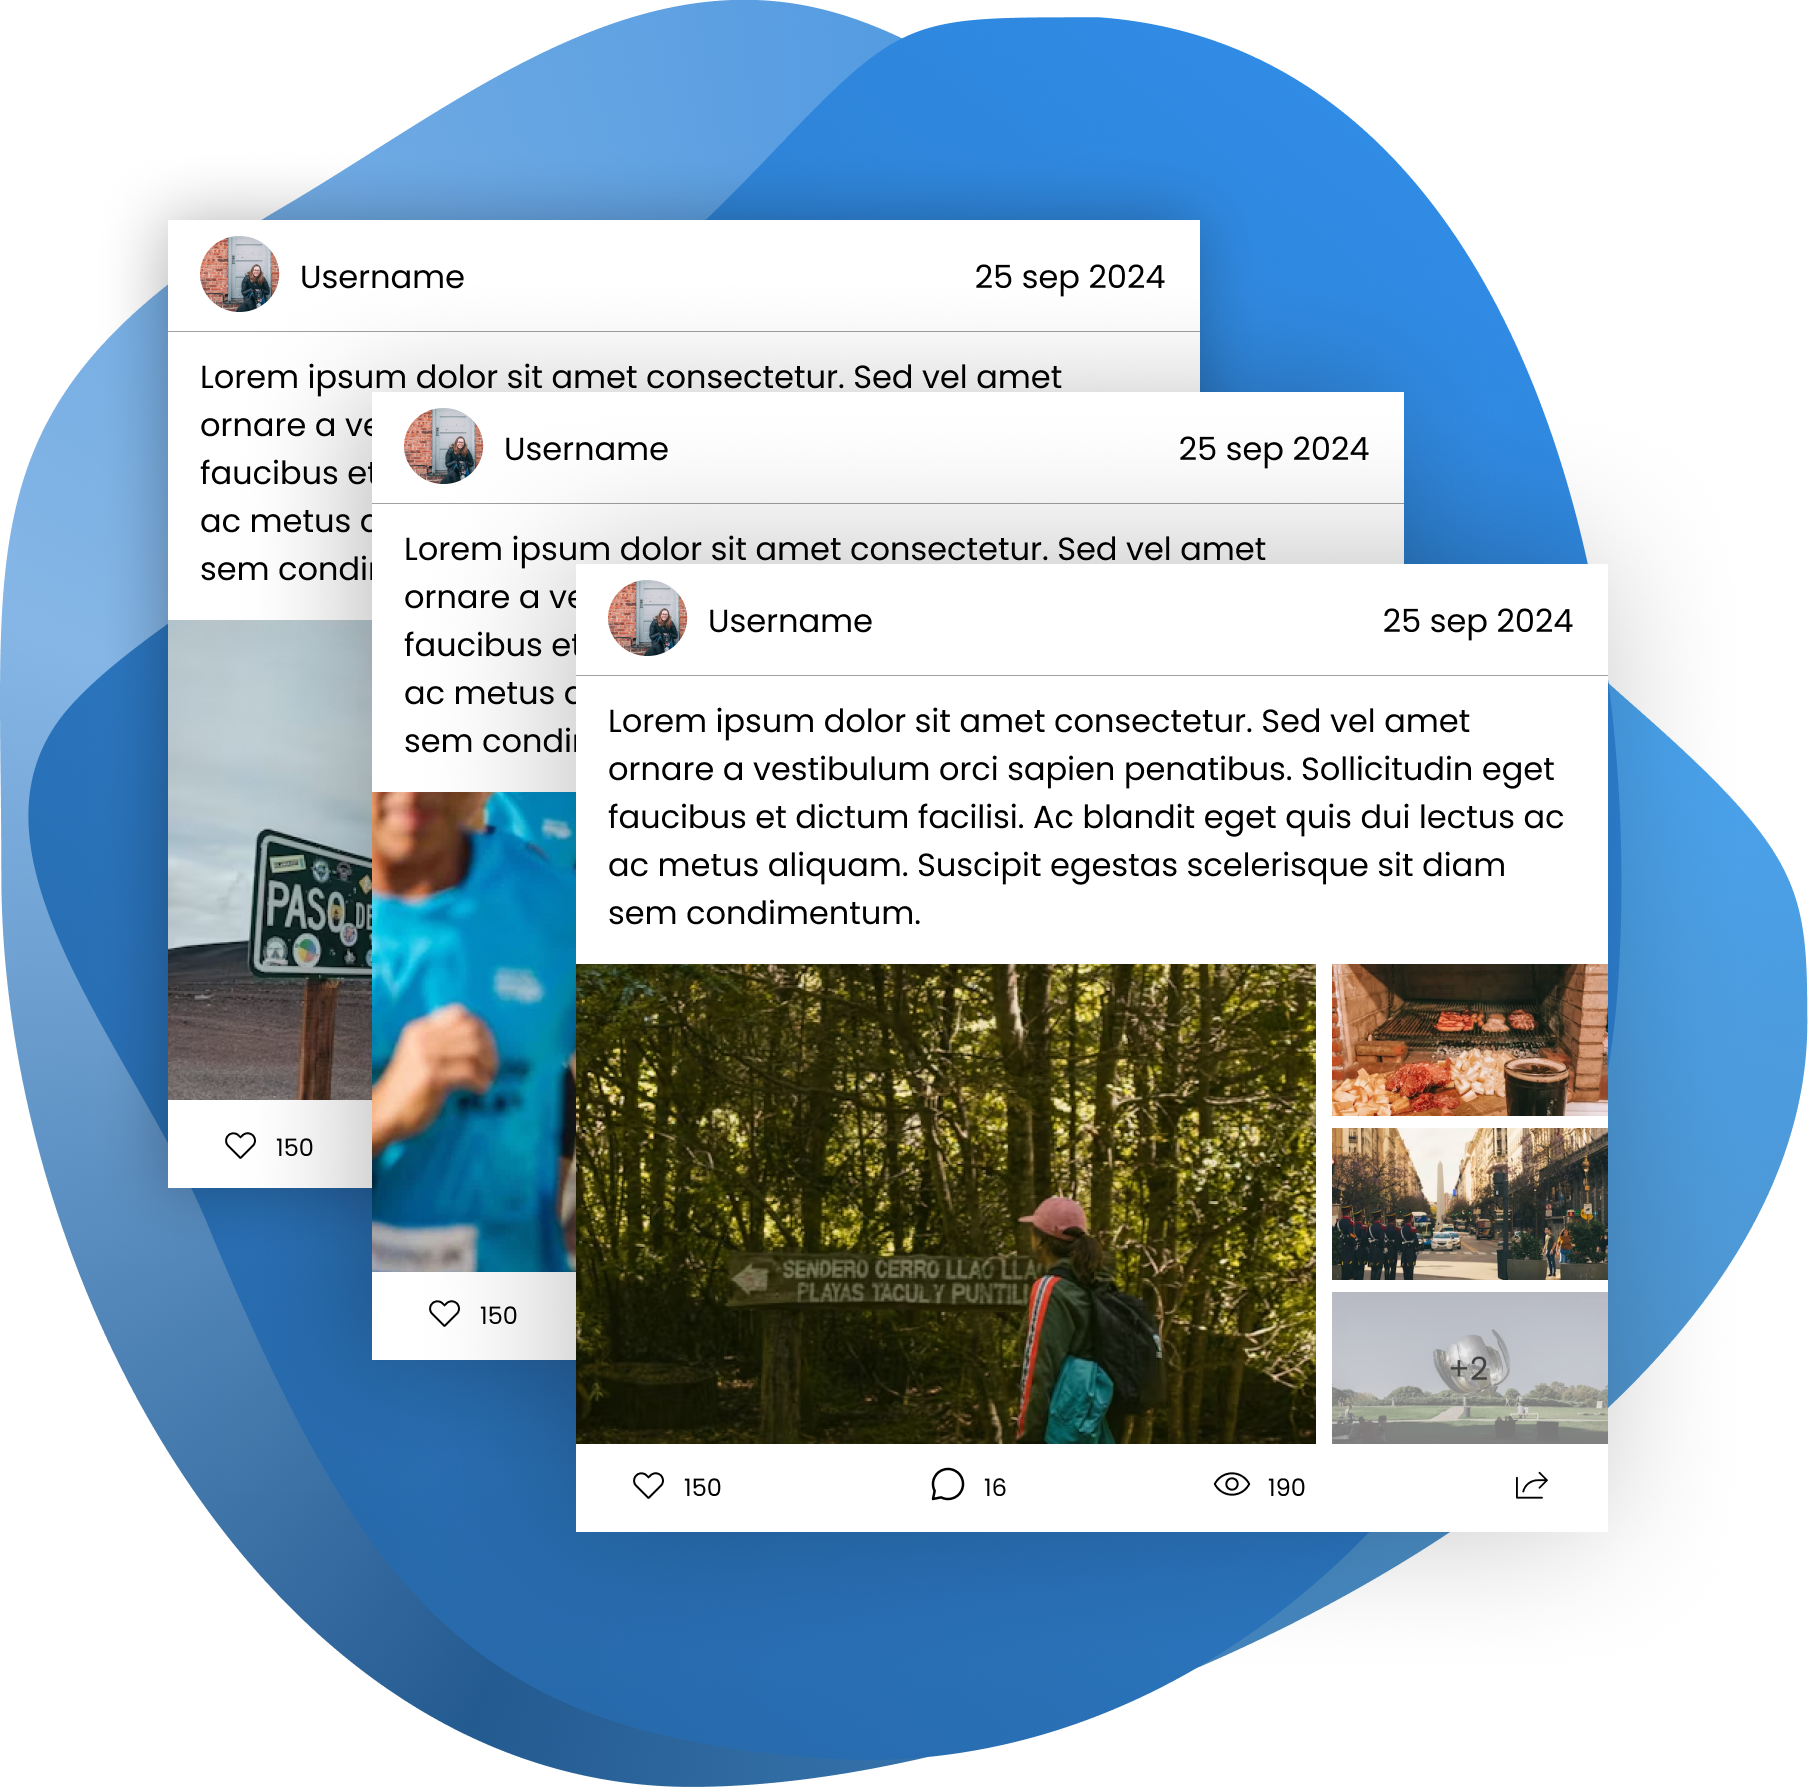 Username
25 sep 2024
Lorem ipsum dolor sit amet consectetur. Sed vel amet
ornare a ve
faucibus et
ac metus
sem condi
PASO DE
150
Username
25 sep 2024
Lorem ipsum dolor sit amet consectetur. Sed vel amet
ornare a ve
faucibus et
ac metus
sem condi
150
Username
25 sep 2024
Lorem ipsum dolor sit amet consectetur. Sed vel amet
ornare a vestibulum orci sapien penatibus. Sollicitudin eget
faucibus et dictum facilisi. Ac blandit eget quis dui lectus ac
ac metus aliquam. Suscipit egestas scelerisque sit diam
sem condimentum.
SENDERO CERRO LLAO LLAO
PLAYAS TACUL Y PUNTILL
+2
150
16
190